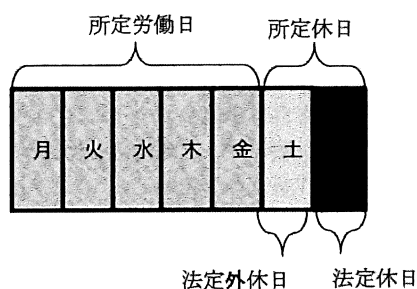 所定労働日 所定休日
月 火 水 木 金 土
法定外休日 法定休日